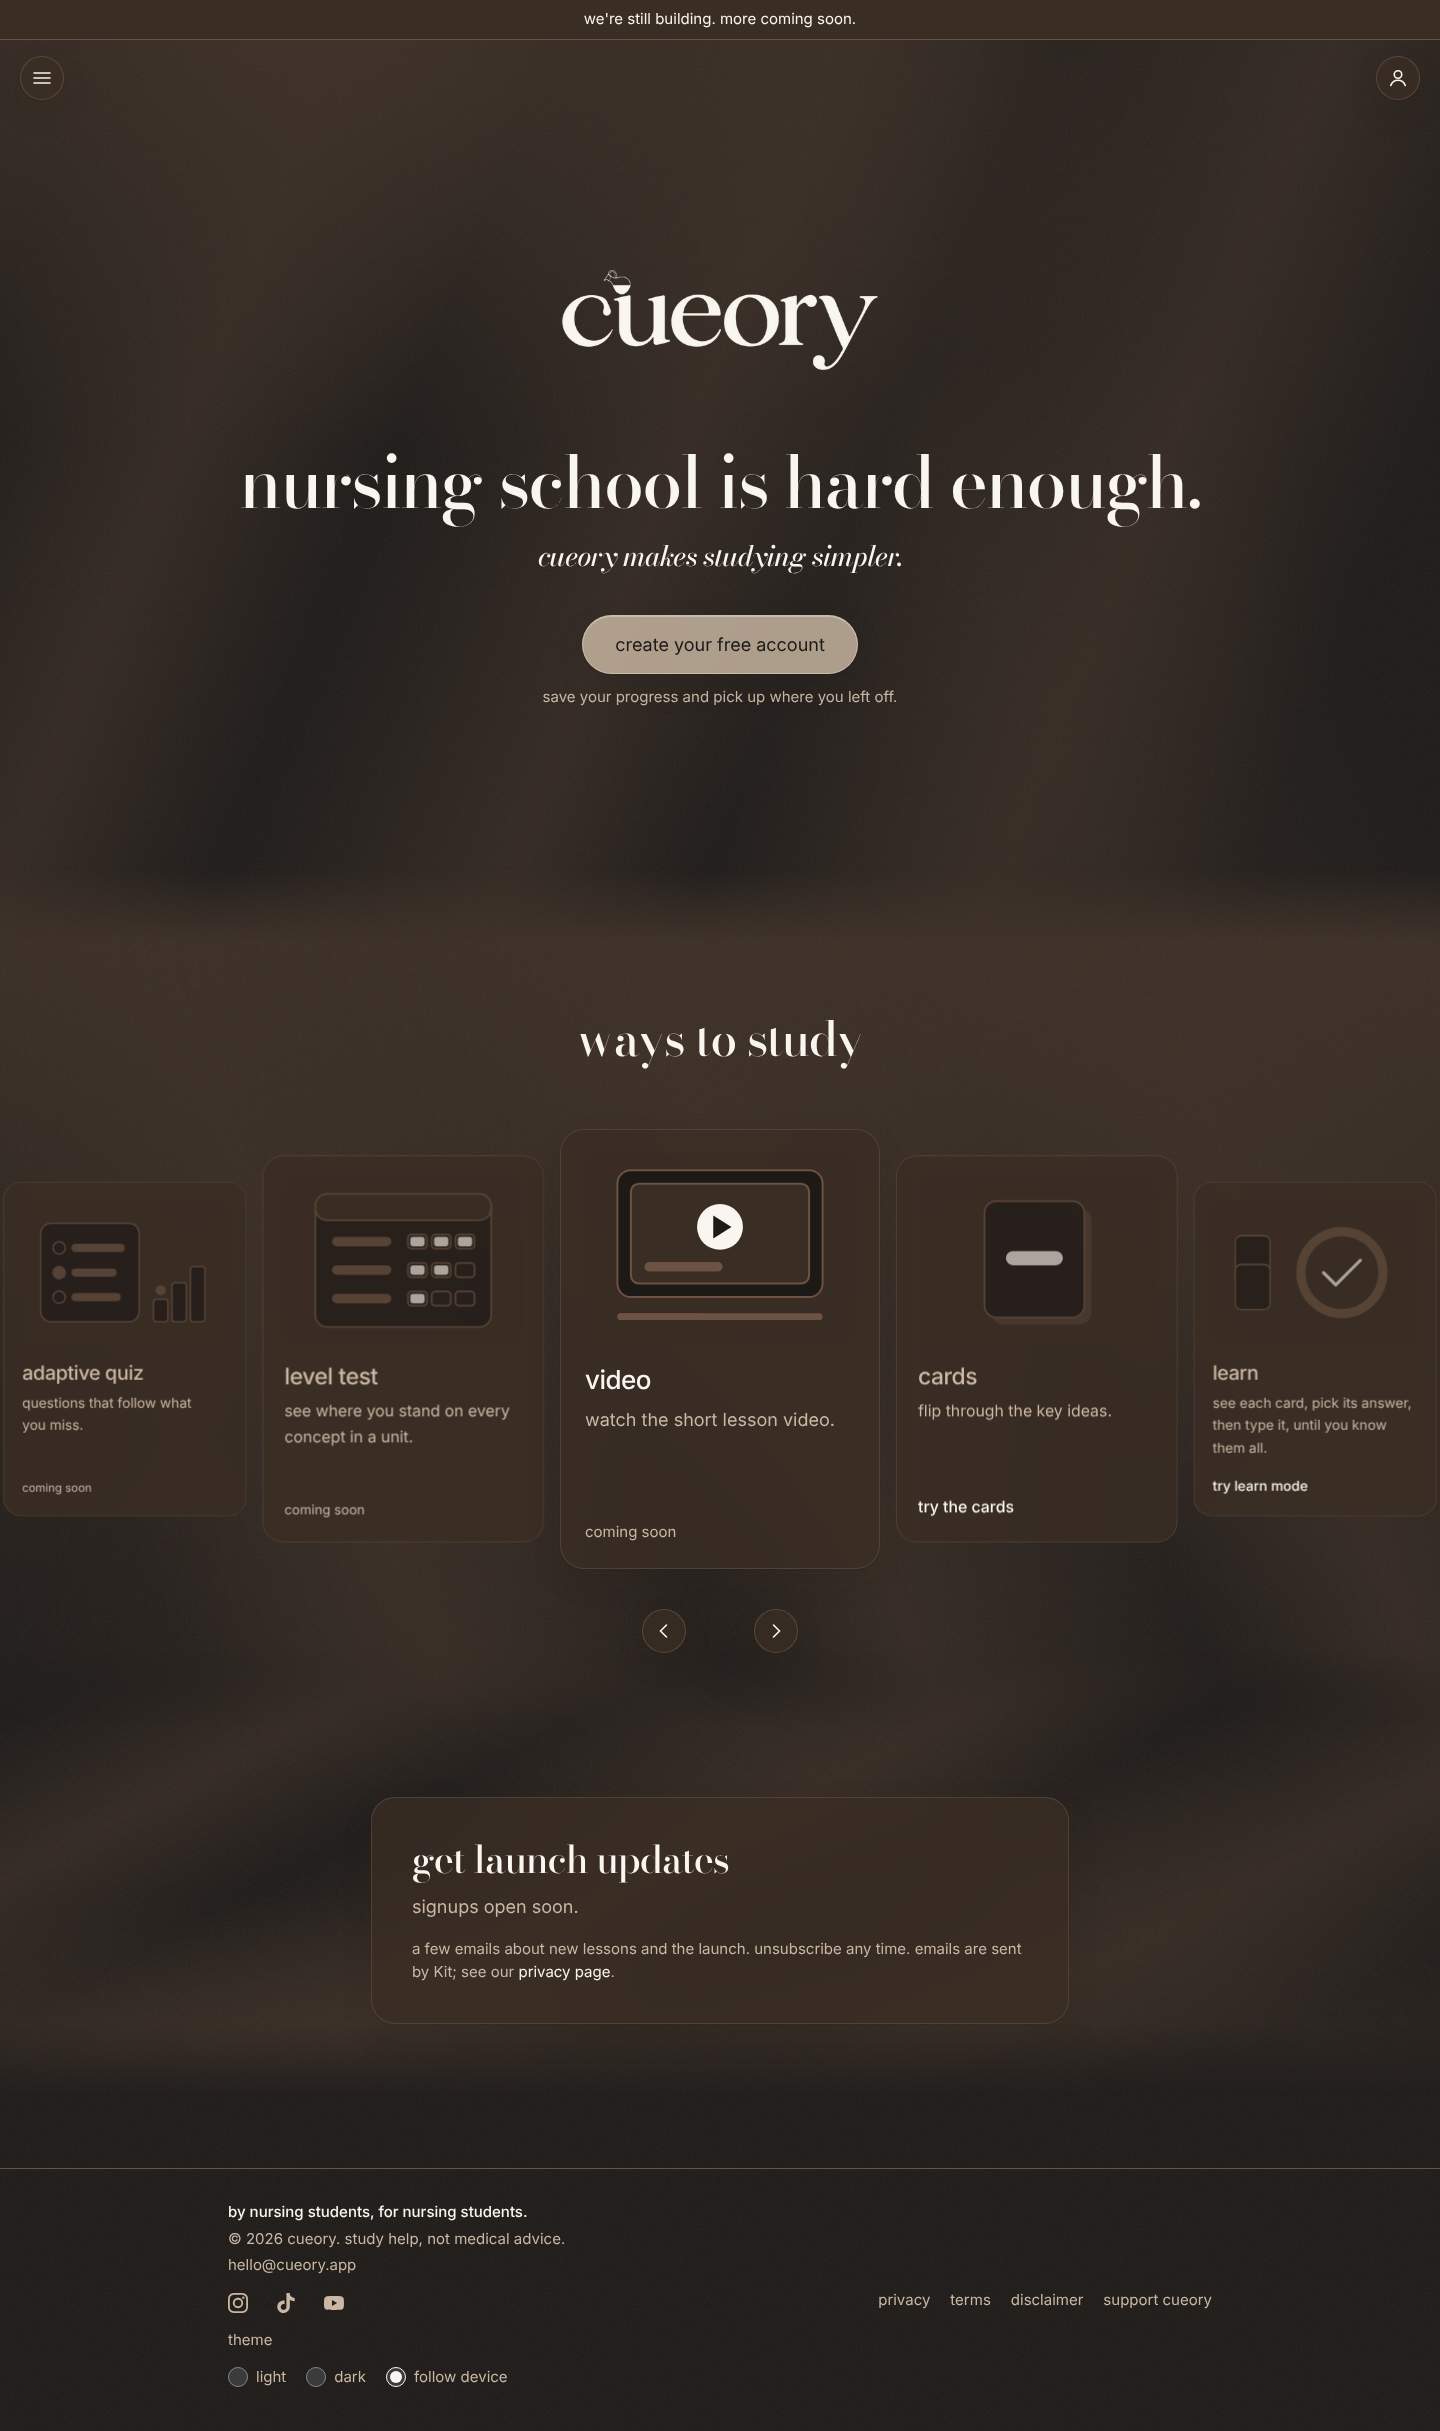 we're still building. more coming soon.
cueory
nursing school is hard enough.
cueory makes studying simpler.
create your free account
save your progress and pick up where you left off.
ways to study
adaptive quiz
questions that follow what
you miss.
coming soon
level test
see where you stand on every
concept in a unit.
coming soon
video
watch the short lesson video.
coming soon
cards
flip through the key ideas.
try the cards
learn
see each card, pick its answer,
then type it, until you know
them all.
try learn mode
get launch updates
signups open soon.
a few emails about new lessons and the launch. unsubscribe any time. emails are sent
by Kit; see our privacy page.
by nursing students, for nursing students.
© 2026 cueory. study help, not medical advice.
hello@cueory.app
privacy terms disclaimer support cueory
theme
light dark follow device